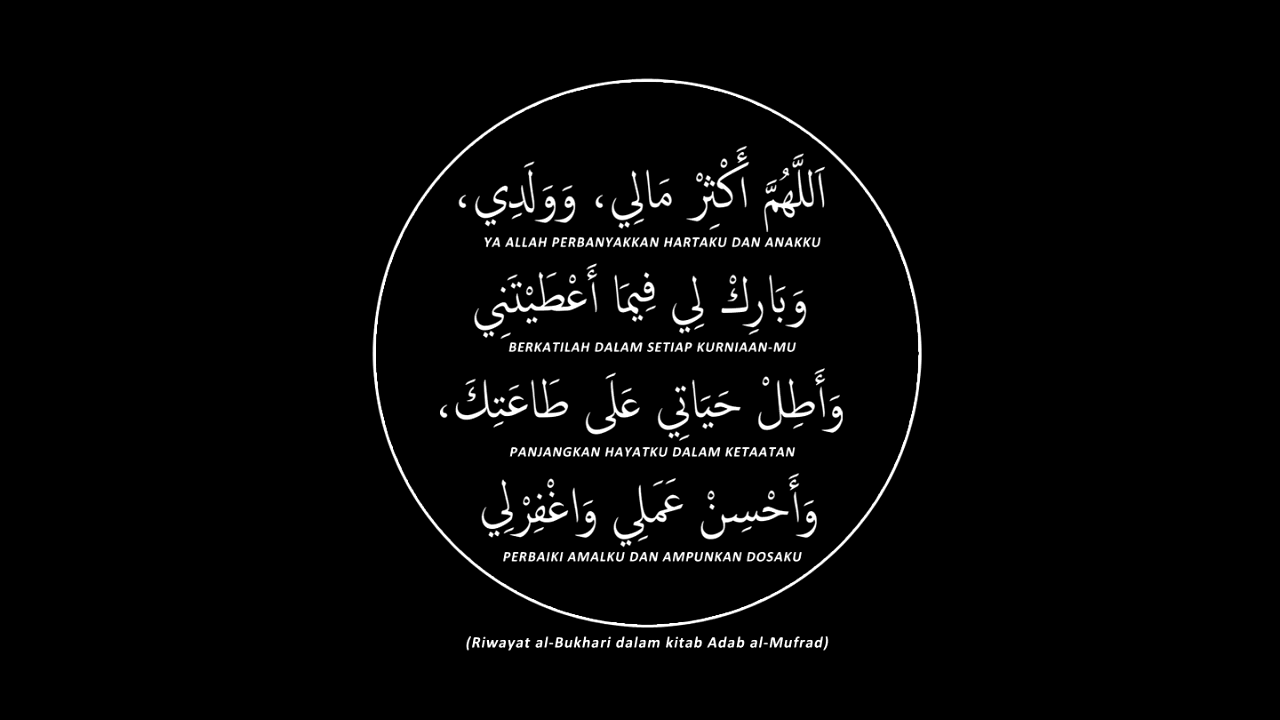 اَللَّهُمَّ أَكْثِرْ مَالِي، وَوَلَدِي،
YA ALLAH PERBANYAKKAN HARTAKU DAN ANAKKU
وَبَارِكْ لِي فِيمَا أَعْطَيْتَنِي
BERKATILAH DALAM SETIAP KURNIAAN-MU
وَأَطِلْ حَيَاتِي عَلَى طَاعَتِكَ،
PANJANGKAN HAYATKU DALAM KETAATAN
وَأَحْسِنْ عَمَلِي وَاغْفِرْلِي
PERBAIKI AMALKU DAN AMPUNKAN DOSAKU
(Riwayat al-Bukhari dalam kitab Adab al-Mufrad)